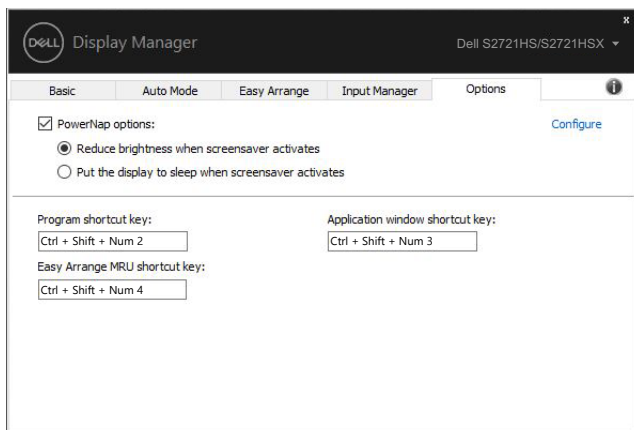 DELL Display Manager
x
Dell S2721HS/S2721HSX
Basic Auto Mode Easy Arrange Input Manager Options
PowerNap options: Configure
Reduce brightness when screensaver activates
Put the display to sleep when screensaver activates
Program shortcut key: Application window shortcut key:
Ctrl + Shift + Num 2 Ctrl + Shift + Num 3
Easy Arrange MRU shortcut key:
Ctrl + Shift + Num 4